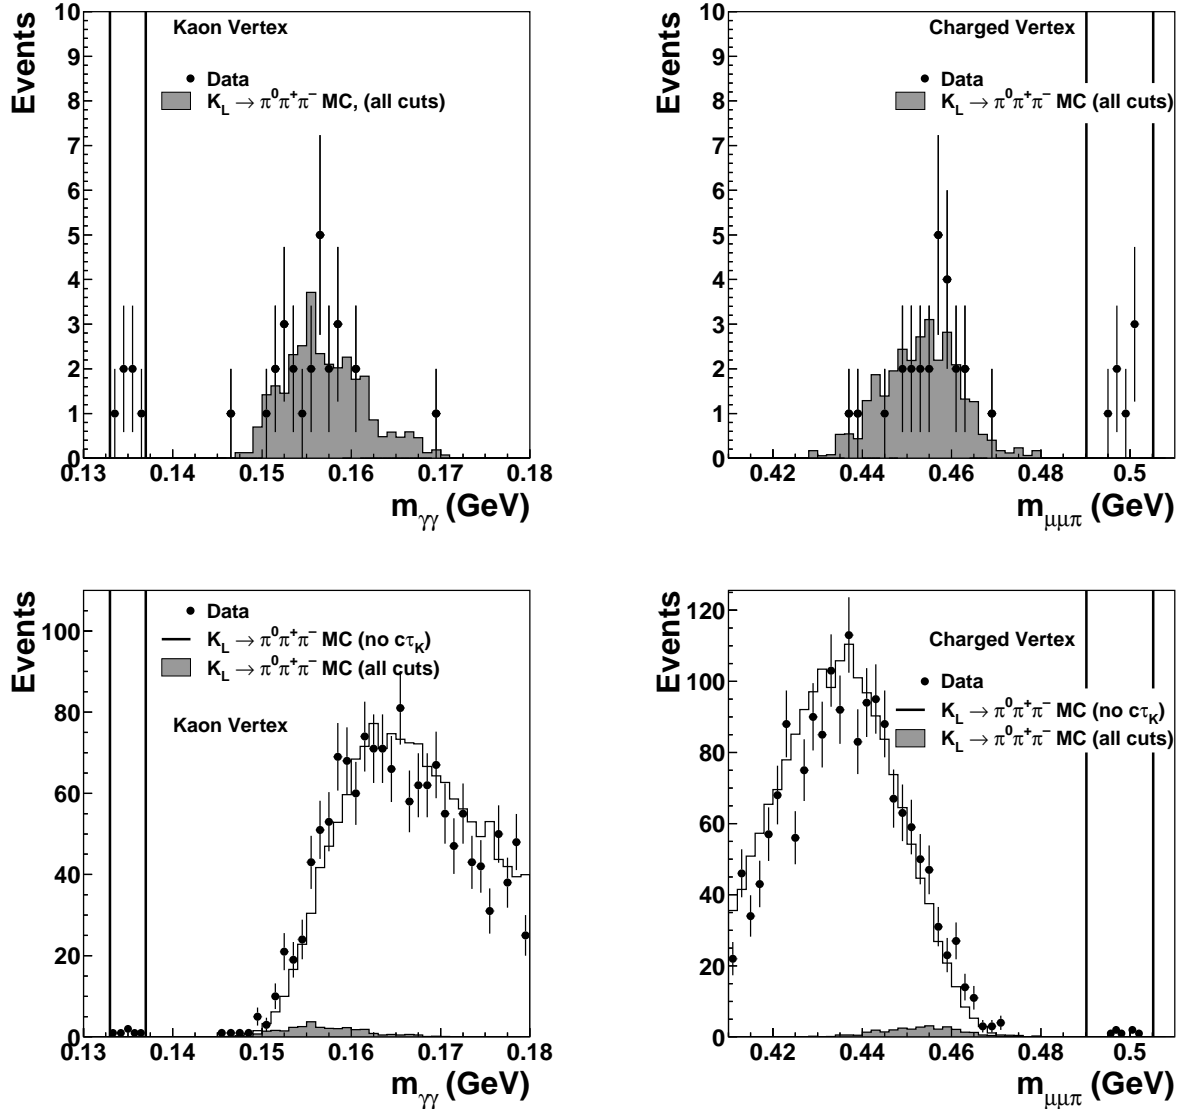 Events
10
9
8
7
6
5
4
3
2
1
0
Kaon Vertex
Data
K_L → π⁰π⁺π⁻ MC, (all cuts)
0.13 0.14 0.15 0.16 0.17 0.18
m_γγ (GeV)
Events
10
9
8
7
6
5
4
3
2
1
0
Charged Vertex
Data
K_L → π⁰π⁺π⁻ MC (all cuts)
0.42 0.44 0.46 0.48 0.5
m_μμπ (GeV)
Events
100
80
60
40
20
0
Data
K_L → π⁰π⁺π⁻ MC (no cτ_K)
K_L → π⁰π⁺π⁻ MC (all cuts)
Kaon Vertex
0.13 0.14 0.15 0.16 0.17 0.18
m_γγ (GeV)
Events
120
100
80
60
40
20
0
Charged Vertex
Data
K_L → π⁰π⁺π⁻ MC (no cτ_K)
K_L → π⁰π⁺π⁻ MC (all cuts)
0.42 0.44 0.46 0.48 0.5
m_μμπ (GeV)